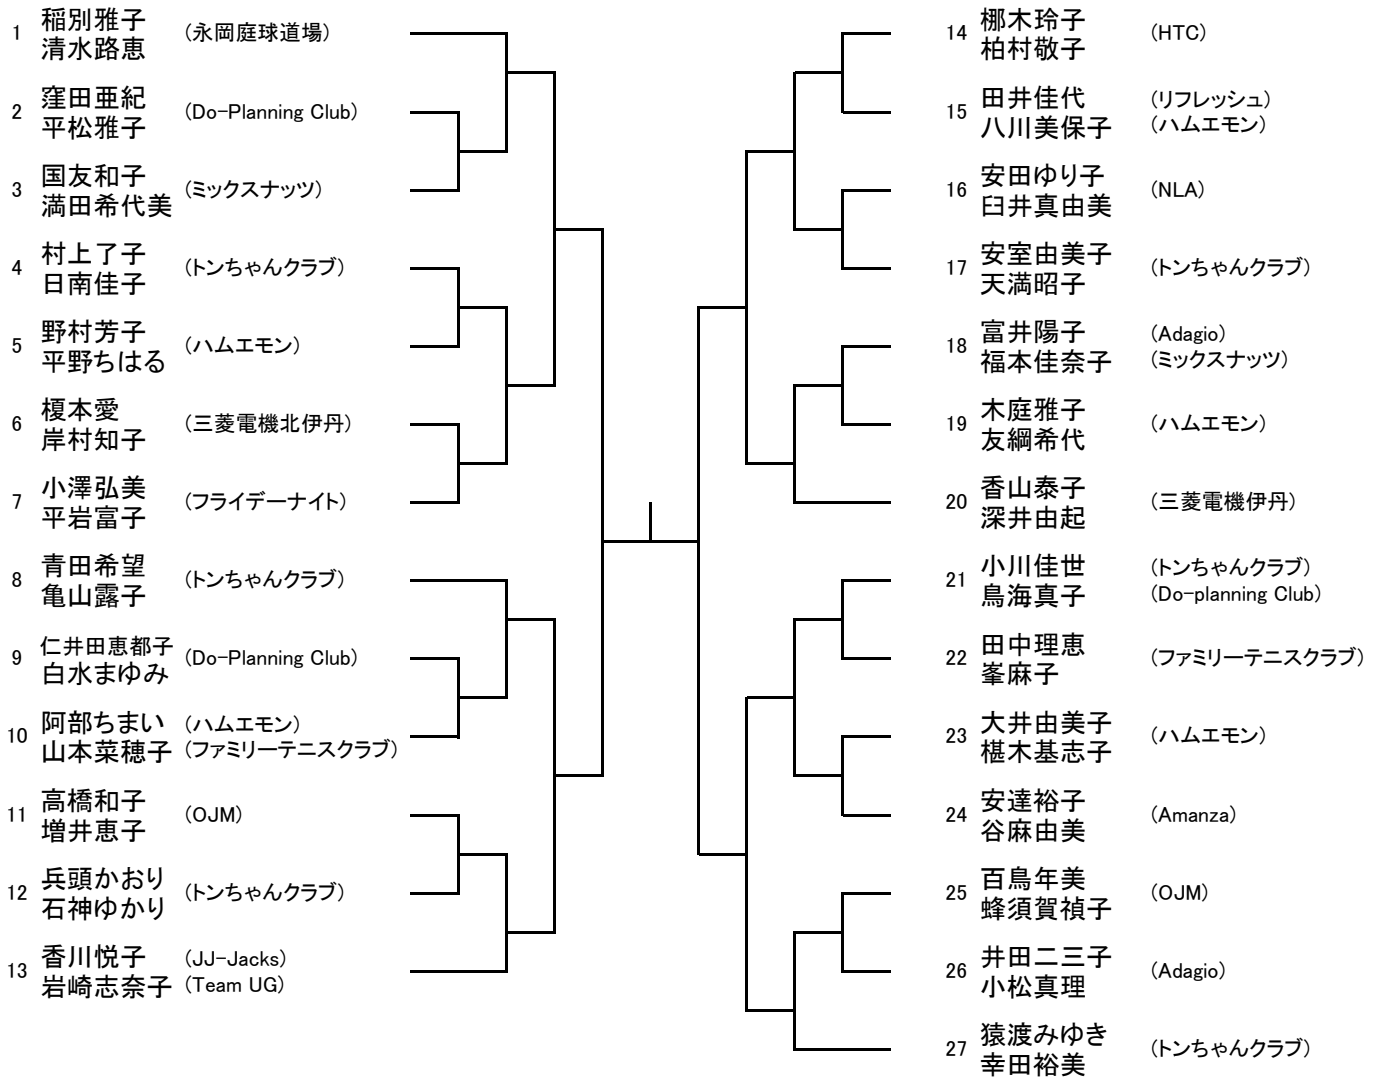 1 稲別雅子 (永岡庭球道場)
清水路恵
2 窪田亜紀 (Do-Planning Club)
平松雅子
3 国友和子 (ミックスナッツ)
満田希代美
4 村上了子 (トンちゃんクラブ)
日南佳子
5 野村芳子 (ハムエモン)
平野ちはる
6 榎本愛 (三菱電機北伊丹)
岸村知子
7 小澤弘美 (フライデーナイト)
平岩富子
8 青田希望 (トンちゃんクラブ)
亀山露子
9 仁井田恵都子 (Do-Planning Club)
白水まゆみ
10 阿部ちまい (ハムエモン)
山本菜穂子 (ファミリーテニスクラブ)
11 高橋和子 (OJM)
増井恵子
12 兵頭かおり (トンちゃんクラブ)
石神ゆかり
13 香川悦子 (JJ-Jacks)
岩崎志奈子 (Team UG)
14 梛木玲子 (HTC)
柏村敬子
15 田井佳代 (リフレッシュ)
八川美保子 (ハムエモン)
16 安田ゆり子 (NLA)
臼井真由美
17 安室由美子 (トンちゃんクラブ)
天満昭子
18 富井陽子 (Adagio)
福本佳奈子 (ミックスナッツ)
19 木庭雅子 (ハムエモン)
友綱希代
20 香山泰子 (三菱電機伊丹)
深井由起
21 小川佳世 (トンちゃんクラブ)
鳥海真子 (Do-planning Club)
22 田中理恵 (ファミリーテニスクラブ)
峯麻子
23 大井由美子 (ハムエモン)
椹木基志子
24 安達裕子 (Amanza)
谷麻由美
25 百鳥年美 (OJM)
蜂須賀禎子
26 井田二三子 (Adagio)
小松真理
27 猿渡みゆき (トンちゃんクラブ)
幸田裕美